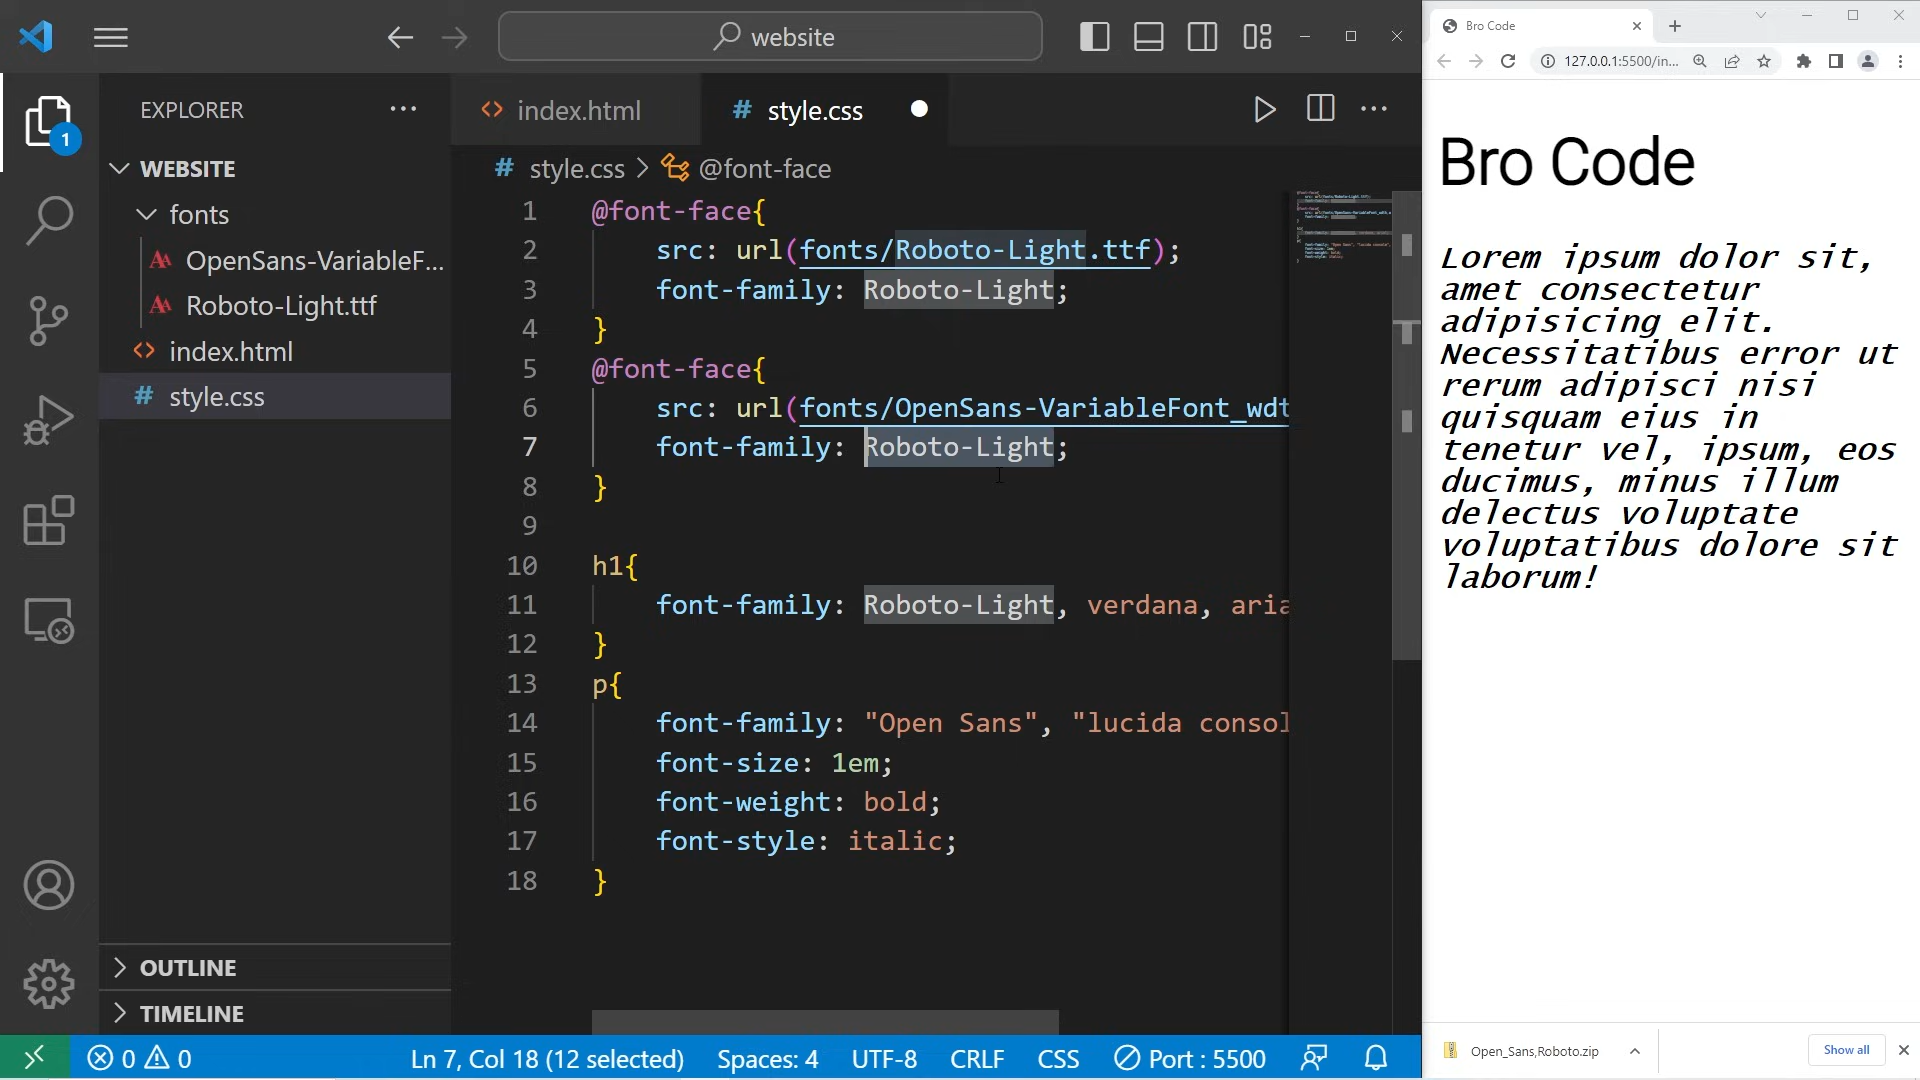 website
EXPLORER
index.html
# style.css
WEBSITE
fonts
OpenSans-VariableF...
Roboto-Light.ttf
index.html
# style.css
1
# style.css > @font-face
1 @font-face{
2 src: url(fonts/Roboto-Light.ttf);
3 font-family: Roboto-Light;
4 }
5 @font-face{
6 src: url(fonts/OpenSans-VariableFont_wdt
7 font-family: Roboto-Light;
8 }
9
10 h1{
11 font-family: Roboto-Light, verdana, aria
12 }
13 p{
14 font-family: "Open Sans", "lucida consol
15 font-size: 1em;
16 font-weight: bold;
17 font-style: italic;
18 }
OUTLINE
TIMELINE
0 0
Ln 7, Col 18 (12 selected) Spaces: 4 UTF-8 CRLF CSS Port : 5500
Bro Code
127.0.0.1:5500/in...
Bro Code
Lorem ipsum dolor sit,
amet consectetur
adipisicing elit.
Necessitatibus error ut
rerum adipisci nisi
quisquam eius in
tenetur vel, ipsum, eos
ducimus, minus illum
delectus voluptate
voluptatibus dolore sit
laborum!
Open_Sans,Roboto.zip
Show all